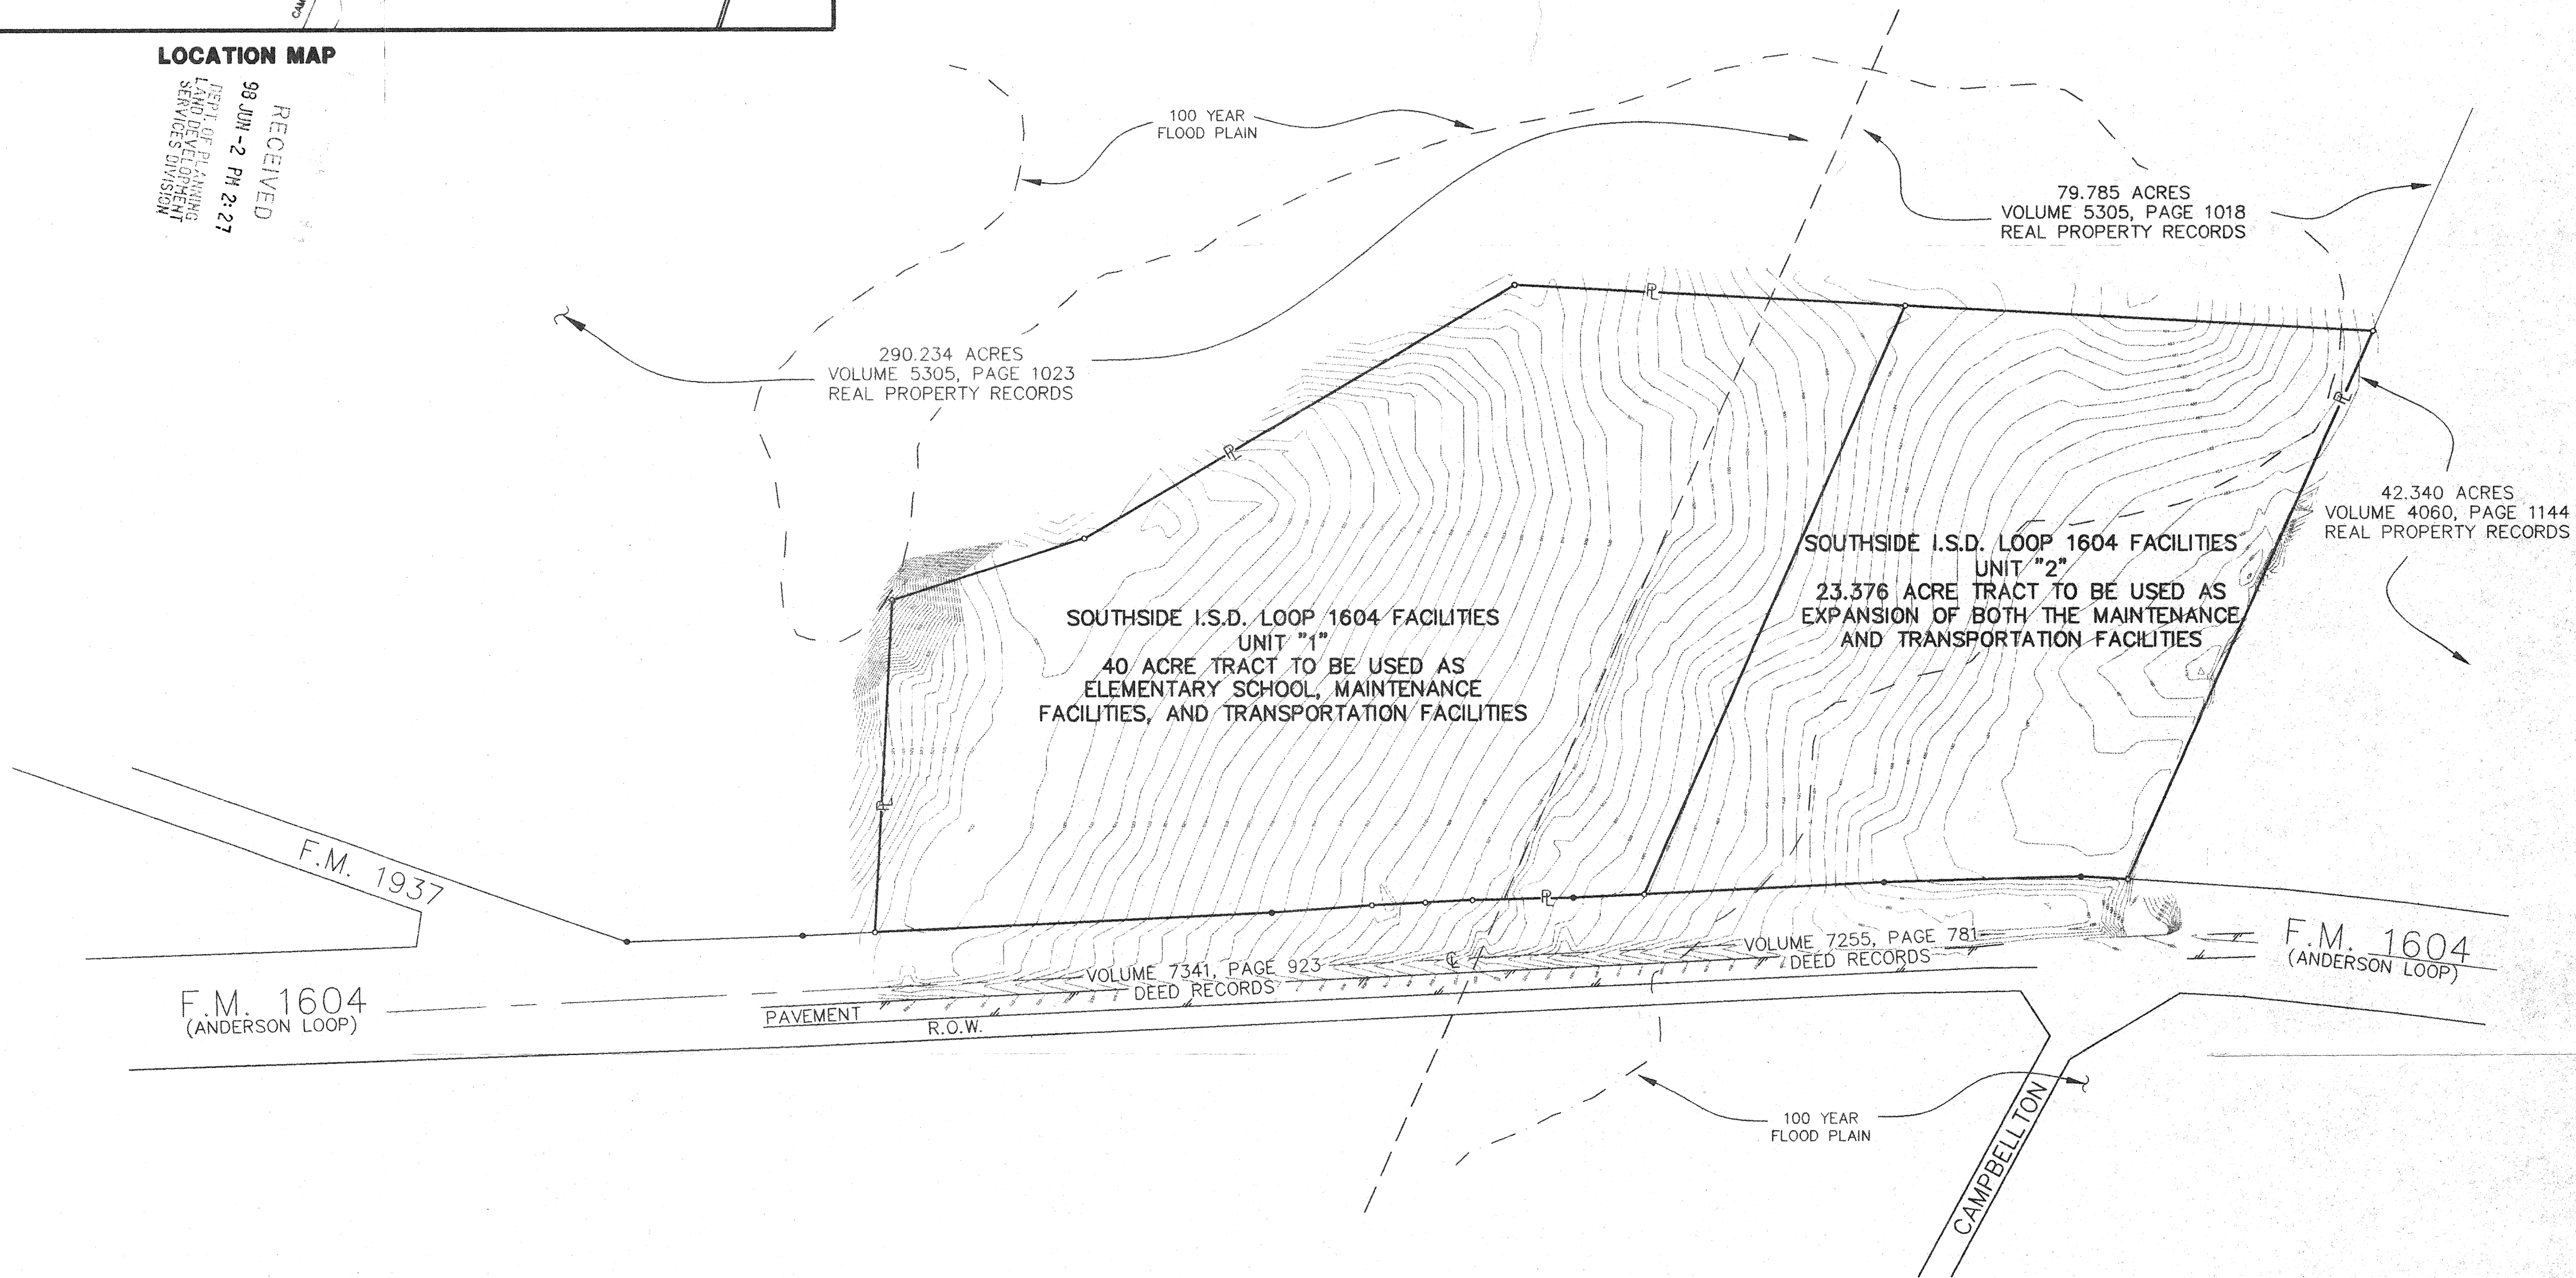 LOCATION MAP
RECEIVED
98 JUN -2 PM 2:27
DEPT. OF PLANNING
LAND DEVELOPMENT
SERVICES DIVISION
100 YEAR
FLOOD PLAIN
79.785 ACRES
VOLUME 5305, PAGE 1018
REAL PROPERTY RECORDS
290.234 ACRES
VOLUME 5305, PAGE 1023
REAL PROPERTY RECORDS
PL
PL
PL
42.340 ACRES
VOLUME 4060, PAGE 1144
REAL PROPERTY RECORDS
SOUTHSIDE I.S.D. LOOP 1604 FACILITIES
UNIT "2"
23.376 ACRE TRACT TO BE USED AS
EXPANSION OF BOTH THE MAINTENANCE
AND TRANSPORTATION FACILITIES
SOUTHSIDE I.S.D. LOOP 1604 FACILITIES
UNIT "1"
40 ACRE TRACT TO BE USED AS
ELEMENTARY SCHOOL, MAINTENANCE
FACILITIES, AND TRANSPORTATION FACILITIES
PL
PL
F.M. 1937
F.M. 1604
(ANDERSON LOOP)
VOLUME 7341, PAGE 923
DEED RECORDS
CL
VOLUME 7255, PAGE 781
DEED RECORDS
F.M. 1604
(ANDERSON LOOP)
PAVEMENT
R.O.W.
100 YEAR
FLOOD PLAIN
CAMPBELLTON